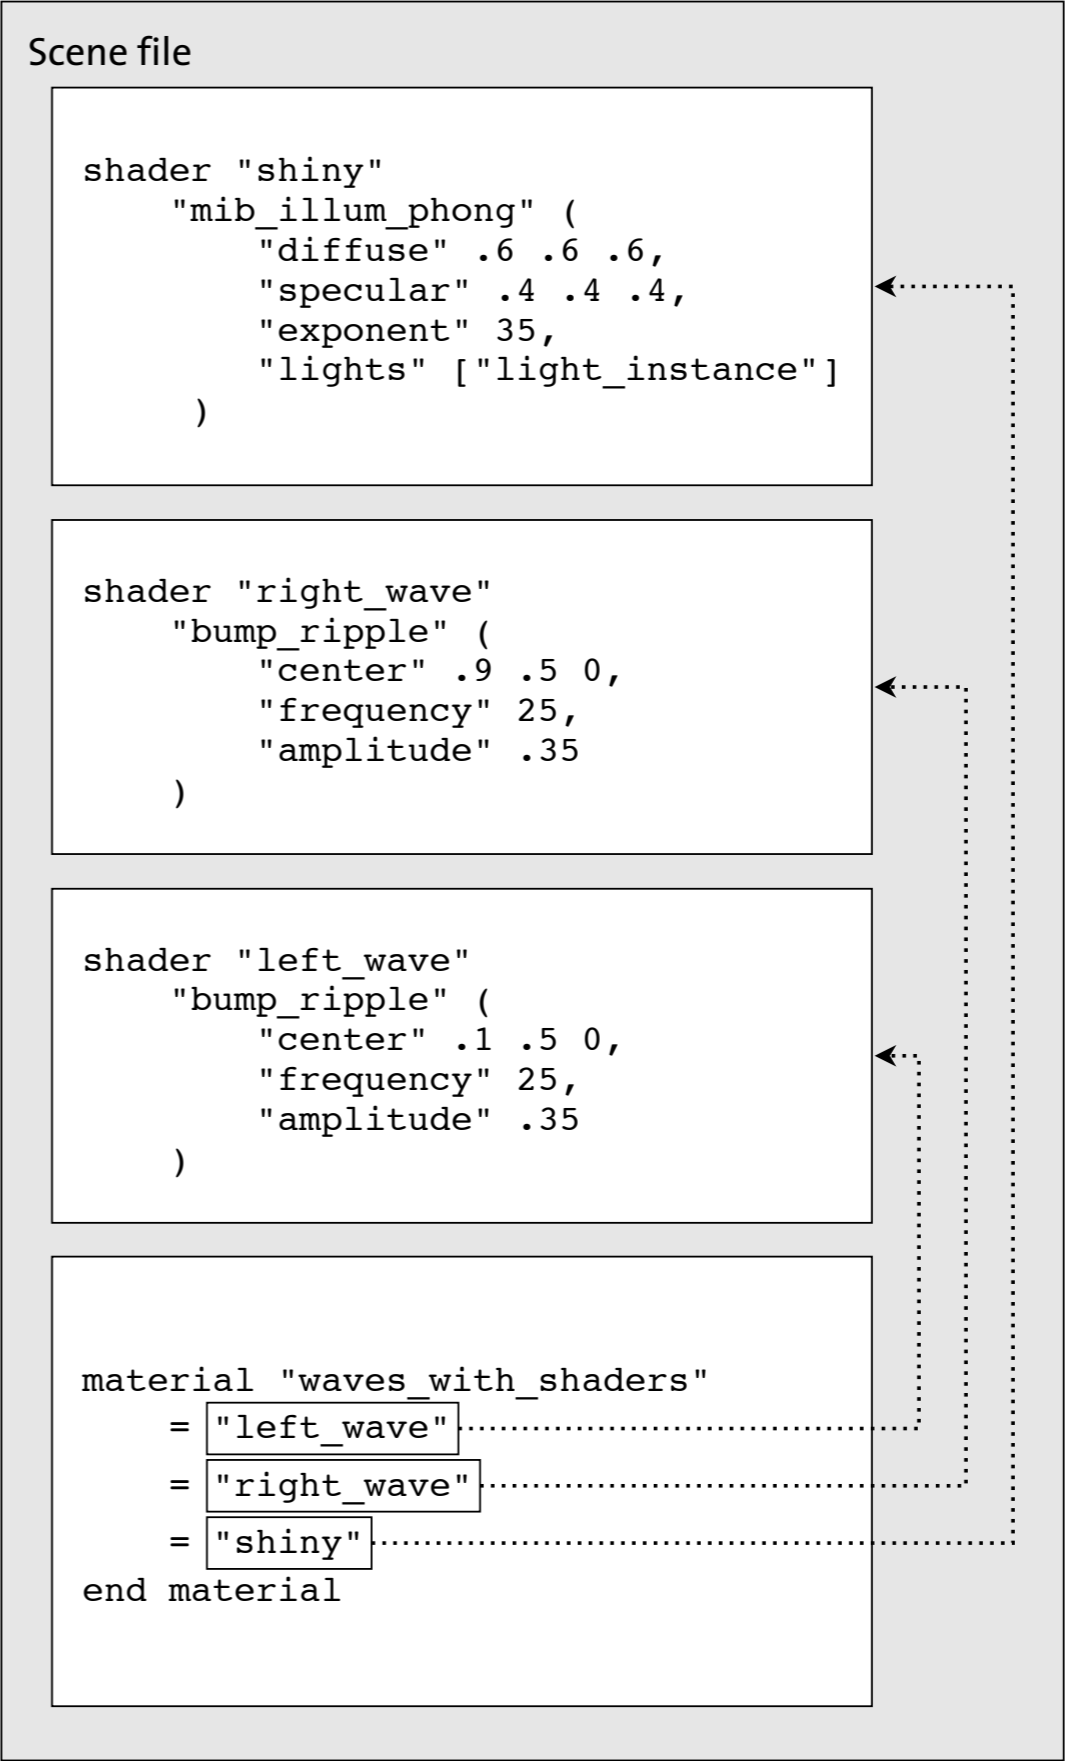 Scene file
shader "shiny"
"mib_illum_phong" (
"diffuse" .6 .6 .6,
"specular" .4 .4 .4,
"exponent" 35,
"lights" ["light_instance"]
)
shader "right_wave"
"bump_ripple" (
"center" .9 .5 0,
"frequency" 25,
"amplitude" .35
)
shader "left_wave"
"bump_ripple" (
"center" .1 .5 0,
"frequency" 25,
"amplitude" .35
)
material "waves_with_shaders"
= "left_wave"
= "right_wave"
= "shiny"
end material